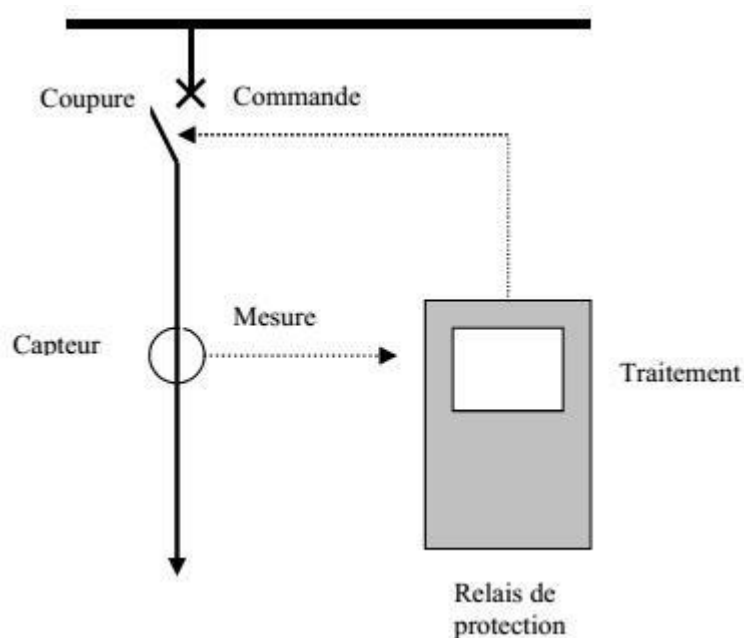 Coupure
Commande
Mesure
Capteur
Traitement
Relais de
protection